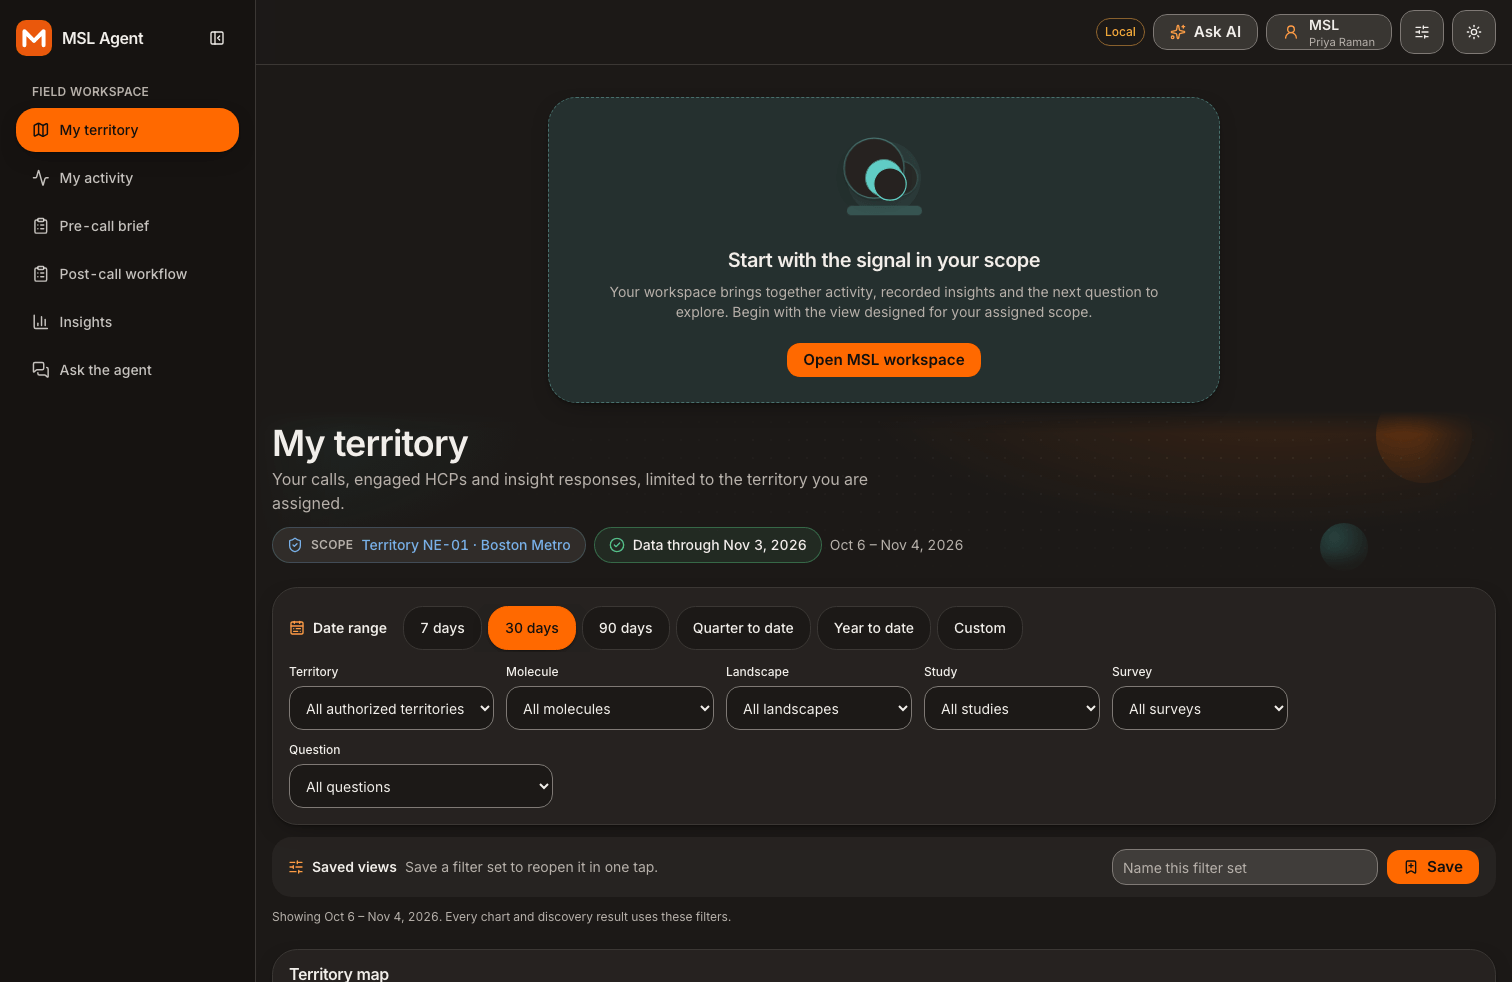 MSL Agent
Local
Ask AI
MSL
Priya Raman
FIELD WORKSPACE
My territory
My activity
Pre-call brief
Post-call workflow
Insights
Ask the agent
Start with the signal in your scope
Your workspace brings together activity, recorded insights and the next question to
explore. Begin with the view designed for your assigned scope.
Open MSL workspace
My territory
Your calls, engaged HCPs and insight responses, limited to the territory you are
assigned.
SCOPE Territory NE-01 · Boston Metro
Data through Nov 3, 2026
Oct 6 – Nov 4, 2026
Date range
7 days
30 days
90 days
Quarter to date
Year to date
Custom
Territory
Molecule
Landscape
Study
Survey
All authorized territories
All molecules
All landscapes
All studies
All surveys
Question
All questions
Saved views Save a filter set to reopen it in one tap.
Name this filter set
Save
Showing Oct 6 – Nov 4, 2026. Every chart and discovery result uses these filters.
Territory map